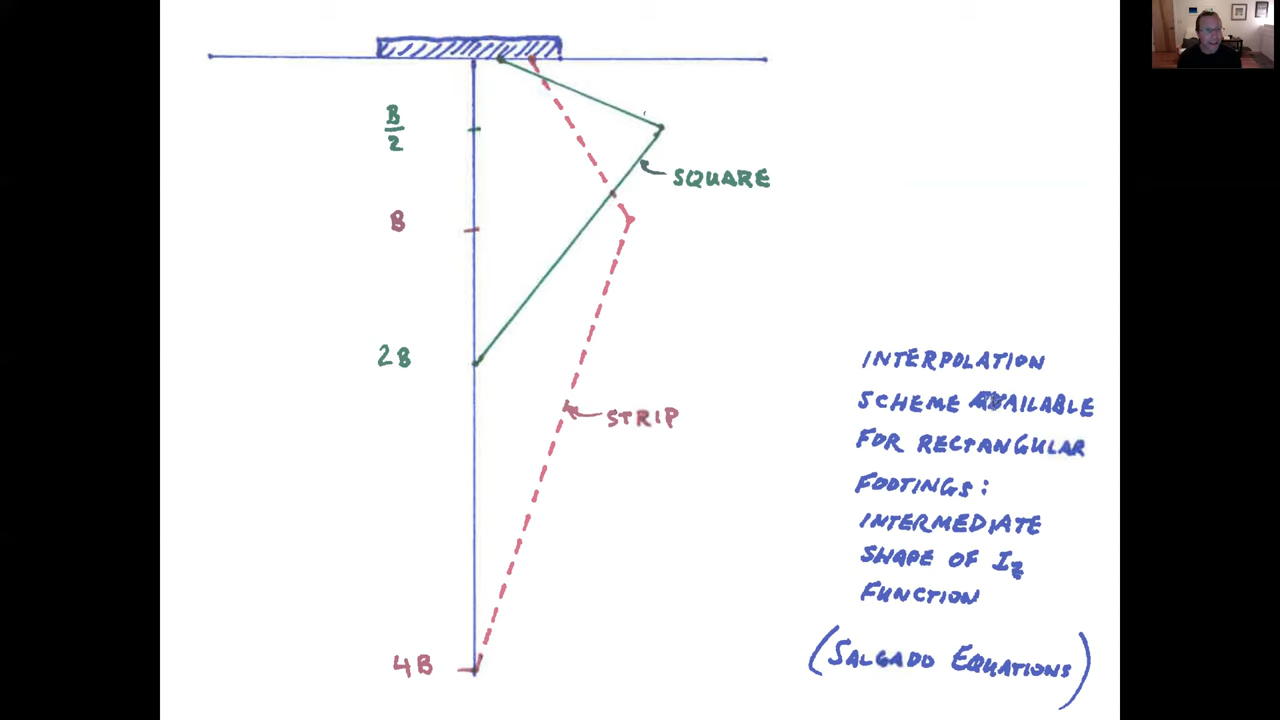 B
2
SQUARE
B
2B
STRIP
4B
INTERPOLATION
SCHEME AVAILABLE
FOR RECTANGULAR
FOOTINGS:
INTERMEDIATE
SHAPE OF Iz
FUNCTION
(SALGADO EQUATIONS)